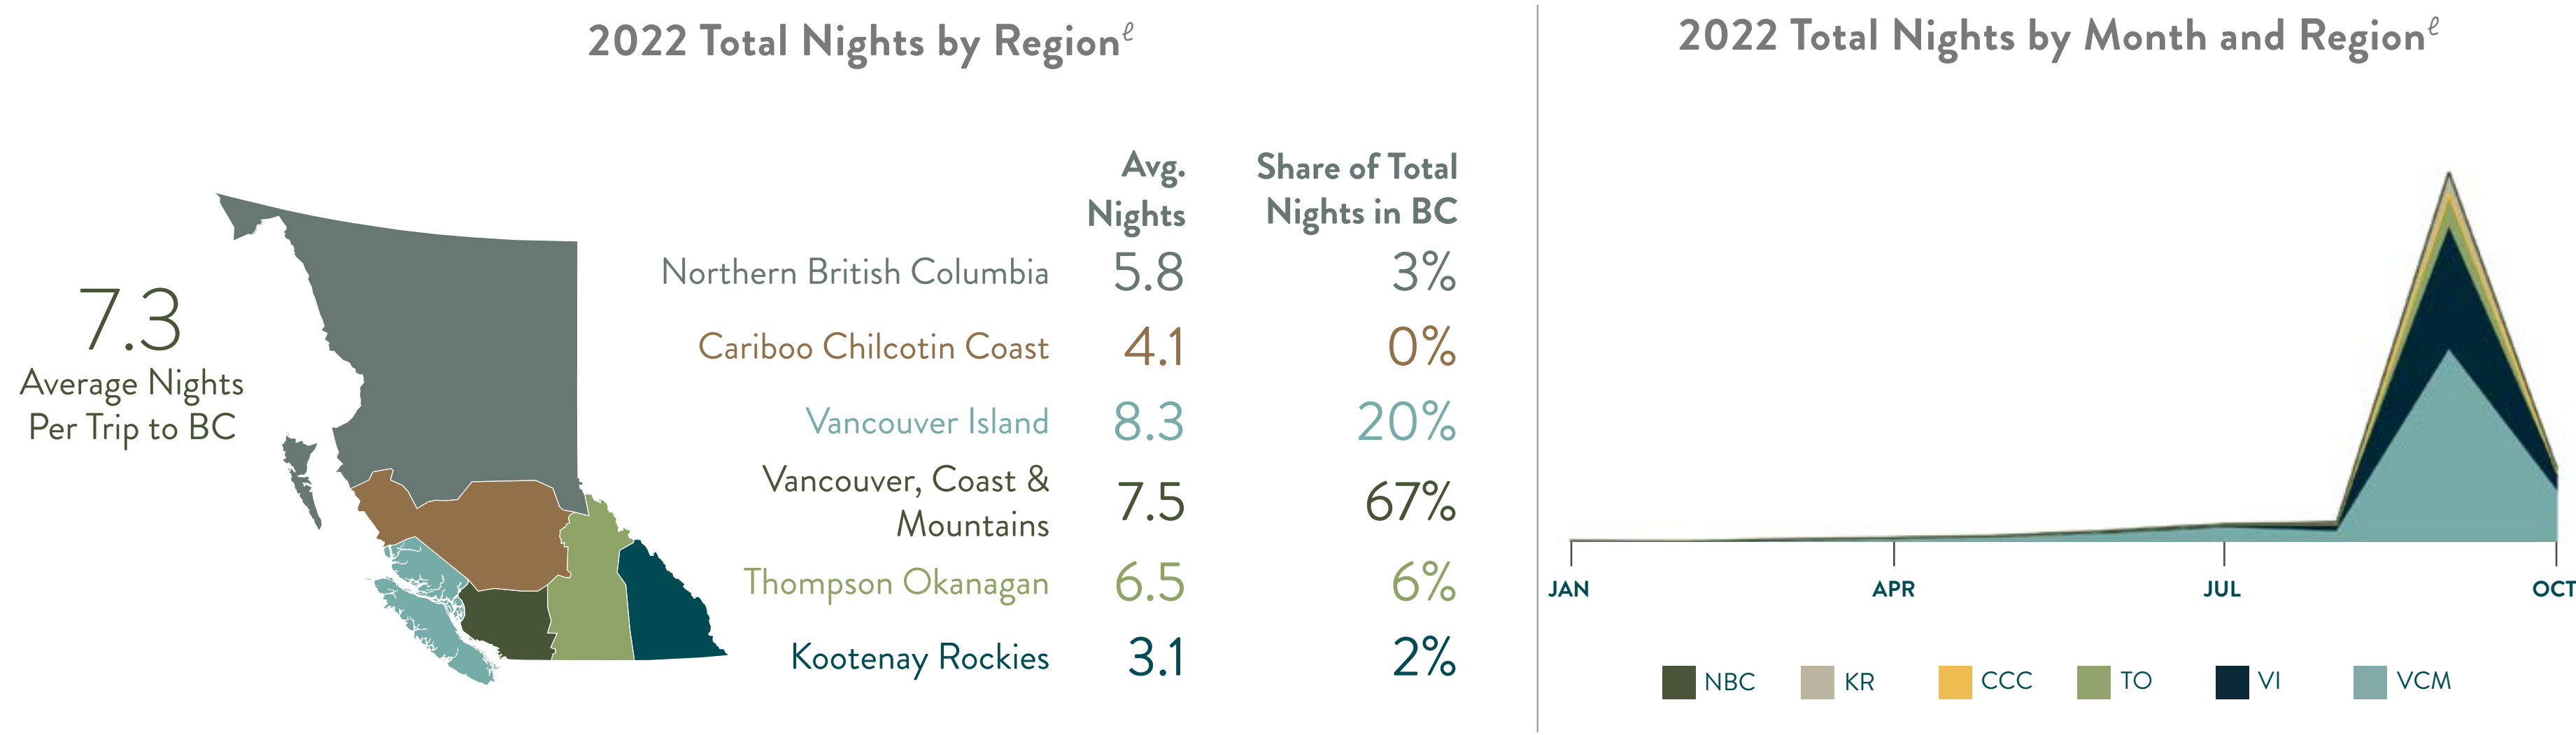 2022 Total Nights by Regionℓ
7.3
Average Nights
Per Trip to BC
Avg.
Nights
Share of Total
Nights in BC
Northern British Columbia 5.8 3%
Cariboo Chilcotin Coast 4.1 0%
Vancouver Island 8.3 20%
Vancouver, Coast &
Mountains 7.5 67%
Thompson Okanagan 6.5 6%
Kootenay Rockies 3.1 2%
2022 Total Nights by Month and Regionℓ
JAN APR JUL OCT
NBC KR CCC TO VI VCM